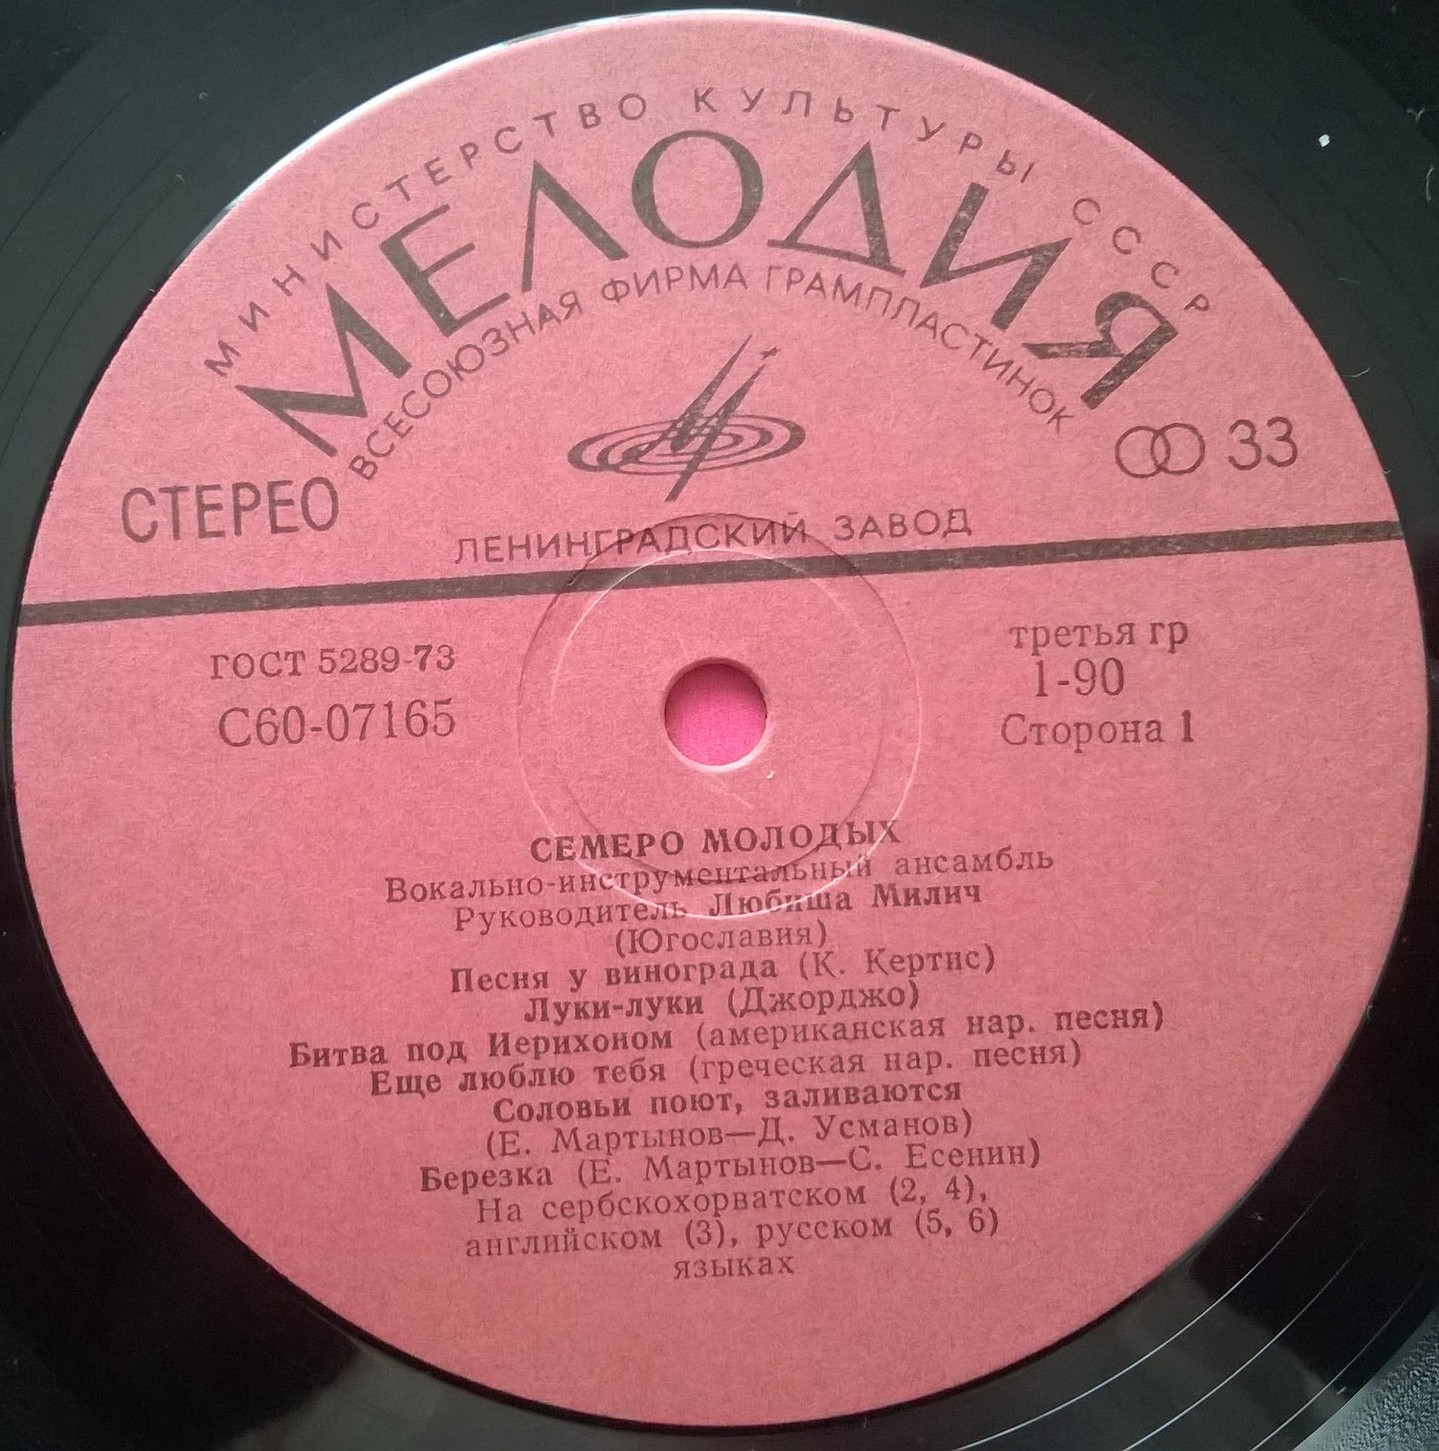 МИНИСТЕРСТВО КУЛЬТУРЫ СССР
МЕЛОДИЯ
ВСЕСОЮЗНАЯ ФИРМА ГРАМПЛАСТИНОК
СТЕРЕО
33
ЛЕНИНГРАДСКИЙ ЗАВОД
ГОСТ 5289-73
С60-07165
третья гр
1-90
Сторона 1
СЕМЕРО МОЛОДЫХ
Вокально-инструментальный ансамбль
Руководитель Любиша Милич
(Югославия)
Песня у винограда (К. Кертис)
Луки-луки (Джорджо)
Битва под Иерихоном (американская нар. песня)
Еще люблю тебя (греческая нар. песня)
Соловьи поют, заливаются
(Е. Мартынов—Д. Усманов)
Березка (Е. Мартынов—С. Есенин)
На сербскохорватском (2, 4),
английском (3), русском (5, 6)
языках